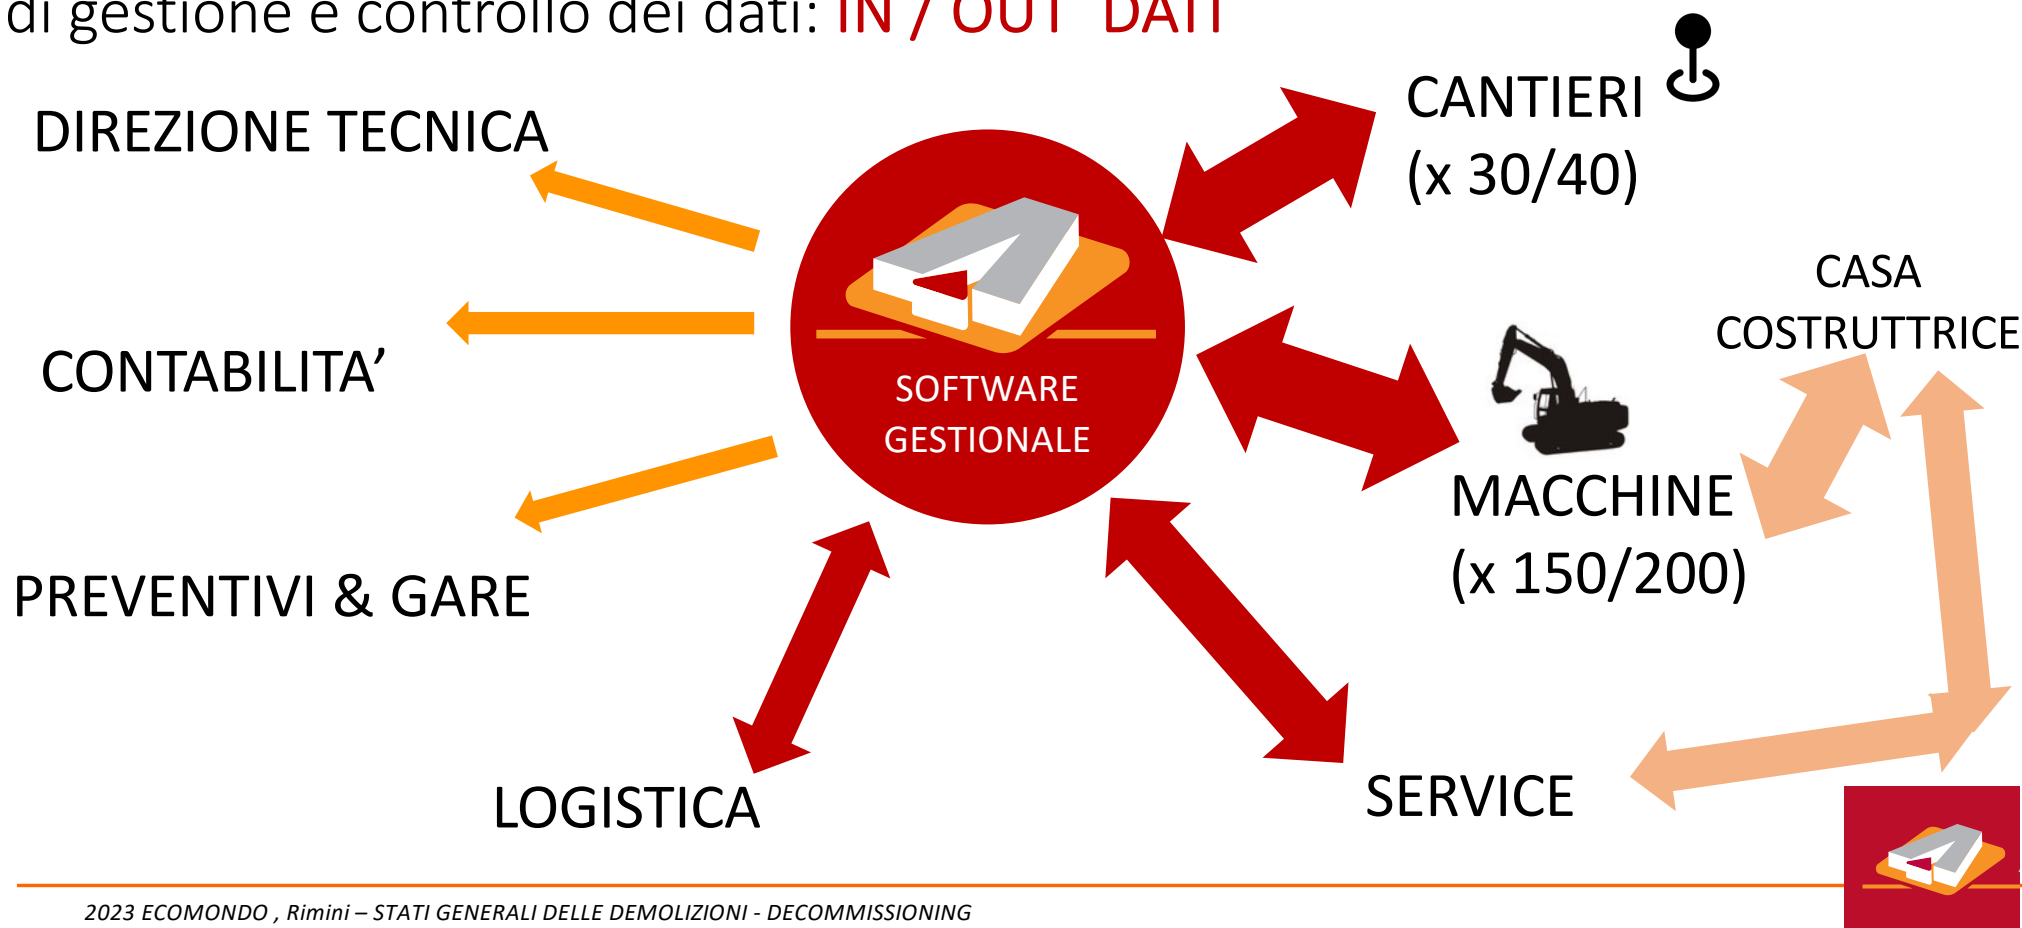 di gestione e controllo dei dati: IN / OUT DATI
CANTIERI
(x 30/40)
DIREZIONE TECNICA
CASA
COSTRUTTRICE
CONTABILITA’
SOFTWARE
GESTIONALE
MACCHINE
(x 150/200)
PREVENTIVI & GARE
LOGISTICA
SERVICE
2023 ECOMONDO , Rimini – STATI GENERALI DELLE DEMOLIZIONI - DECOMMISSIONING